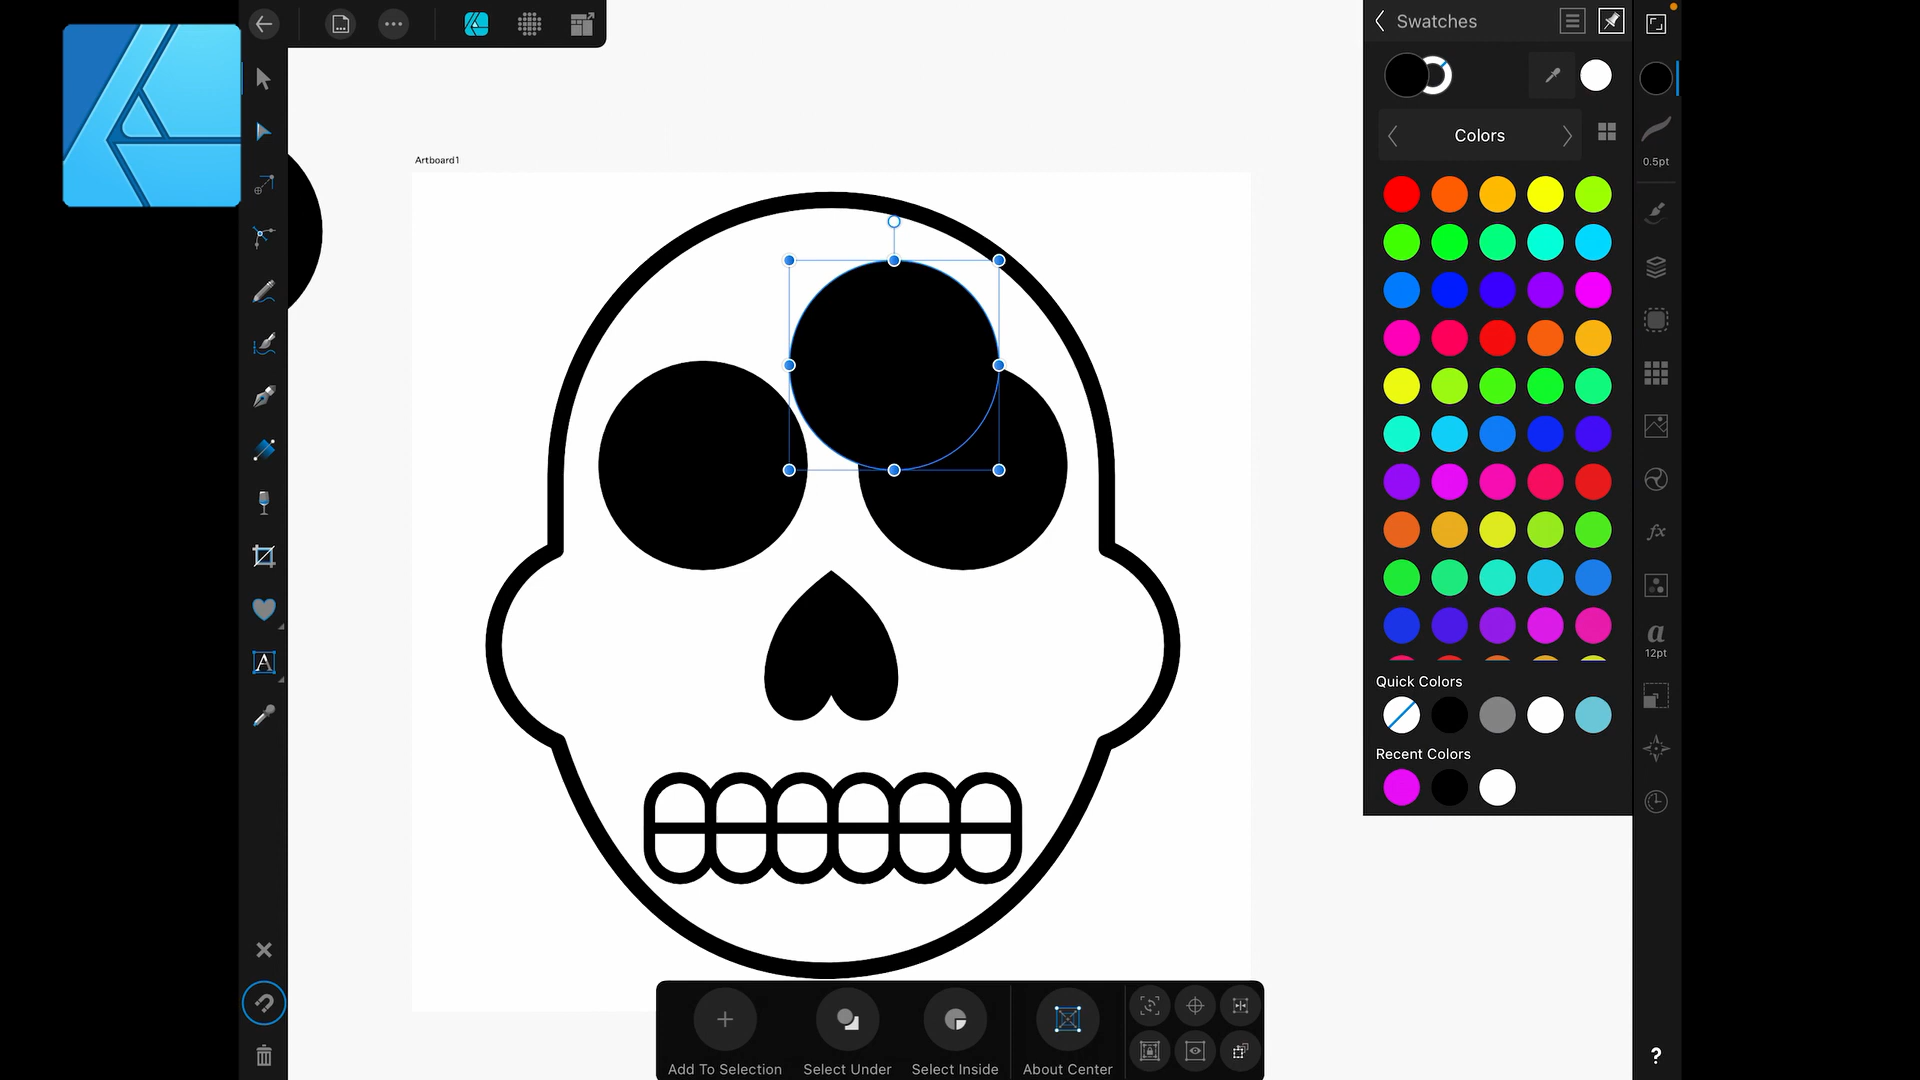 Swatches
Colors
Artboard1
0.5pt
fx
a
12pt
Quick Colors
Recent Colors
A
Add To Selection
Select Under
Select Inside
About Center
?